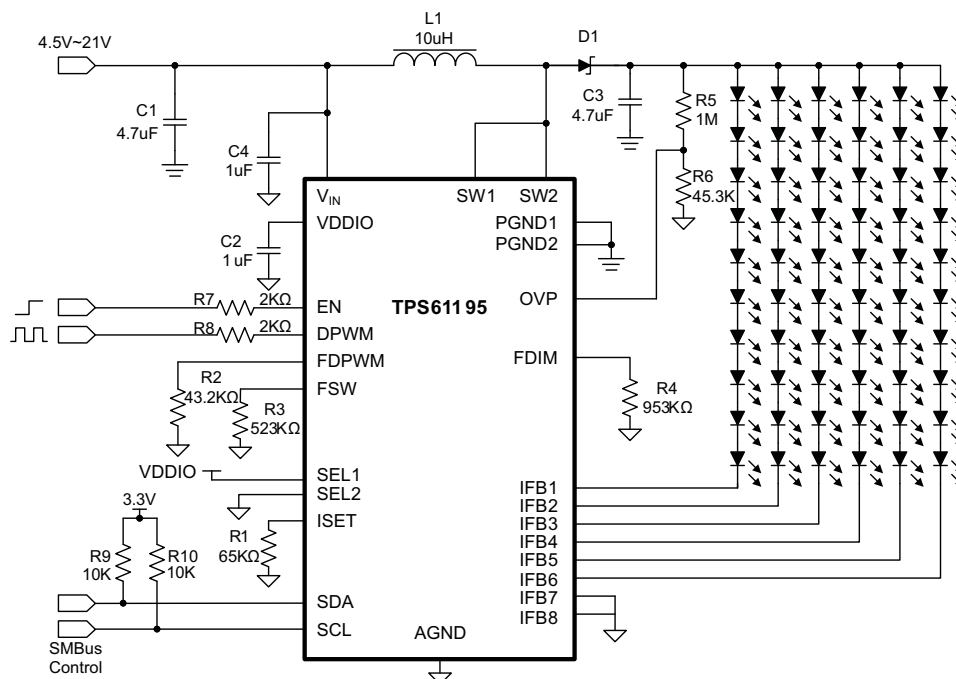 4.5V~21V
L1
10uH
D1
C1
4.7uF
C3
4.7uF
R5
1M
C4
1uF
R6
45.3K
VIN
SW1
SW2
VDDIO
PGND1
PGND2
C2
1uF
R7
2KΩ
EN
TPS61195
OVP
R8
2KΩ
DPWM
FDPWM
FDIM
R2
43.2KΩ
FSW
R4
953KΩ
R3
523KΩ
VDDIO
SEL1
SEL2
IFB1
3.3V
ISET
IFB2
R1
65KΩ
IFB3
R9
10K
R10
10K
IFB4
IFB5
IFB6
SDA
IFB7
IFB8
SCL
AGND
SMBus
Control